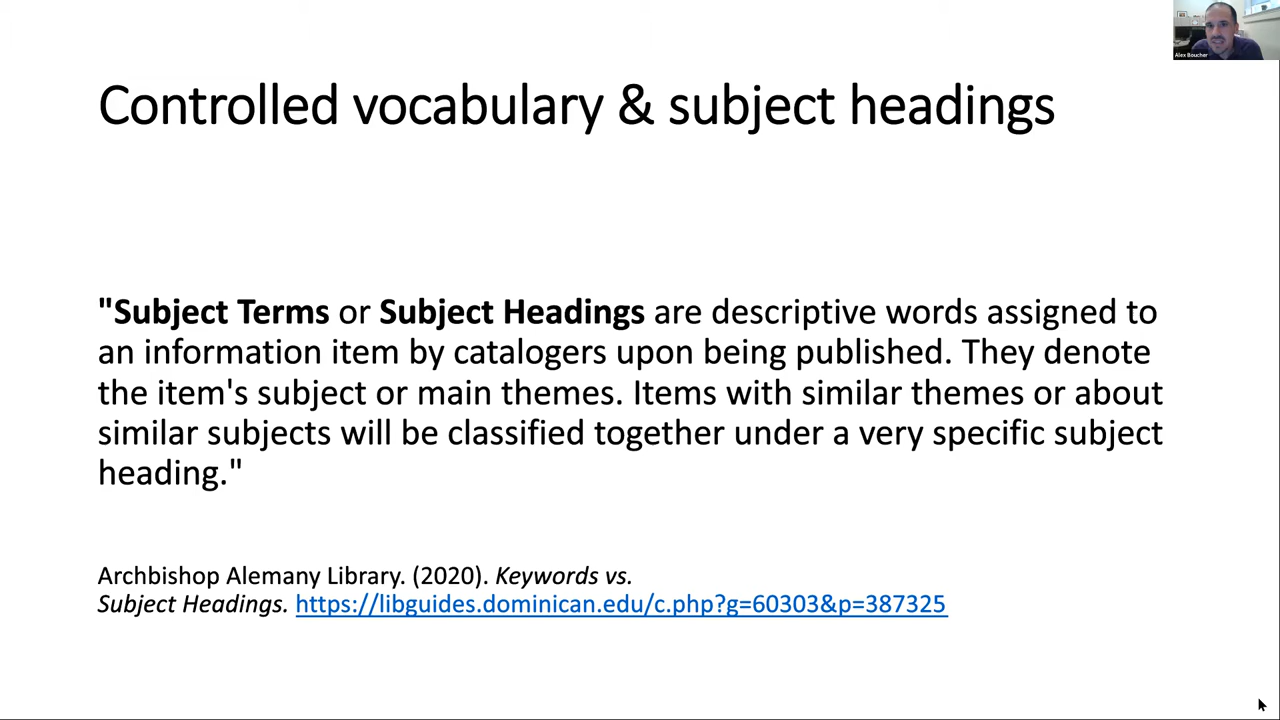 Alex Boucher
Controlled vocabulary & subject headings
"Subject Terms or Subject Headings are descriptive words assigned to
an information item by catalogers upon being published. They denote
the item's subject or main themes. Items with similar themes or about
similar subjects will be classified together under a very specific subject
heading."
Archbishop Alemany Library. (2020). Keywords vs.
Subject Headings. https://libguides.dominican.edu/c.php?g=60303&p=387325